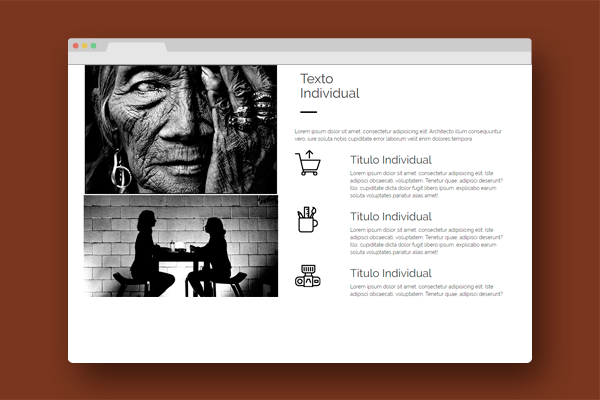 Texto
Individual
Lorem ipsum dolor sit amet, consectetur adipisicing elit. Architecto illum consequuntur
vero, iure soluta nobis cupiditate error laborum velit enim dolores tempora
Titulo Individual
Lorem ipsum dolor sit amet, consectetur adipisicing elit. Iste
adipisci obcaecati, voluptatem. Tenetur quae, adipisci deserunt?
Illo, cupiditate dicta dolor fugit libero ipsum, explicabo earum
soluta porro veniam pariatur alias amet!
Titulo Individual
Lorem ipsum dolor sit amet, consectetur adipisicing elit. Iste
adipisci obcaecati, voluptatem. Tenetur quae, adipisci deserunt?
Illo, cupiditate dicta dolor fugit libero ipsum, explicabo earum
soluta porro veniam pariatur alias amet!
Titulo Individual
Lorem ipsum dolor sit amet, consectetur adipisicing elit. Iste
adipisci obcaecati, voluptatem. Tenetur quae, adipisci deserunt?